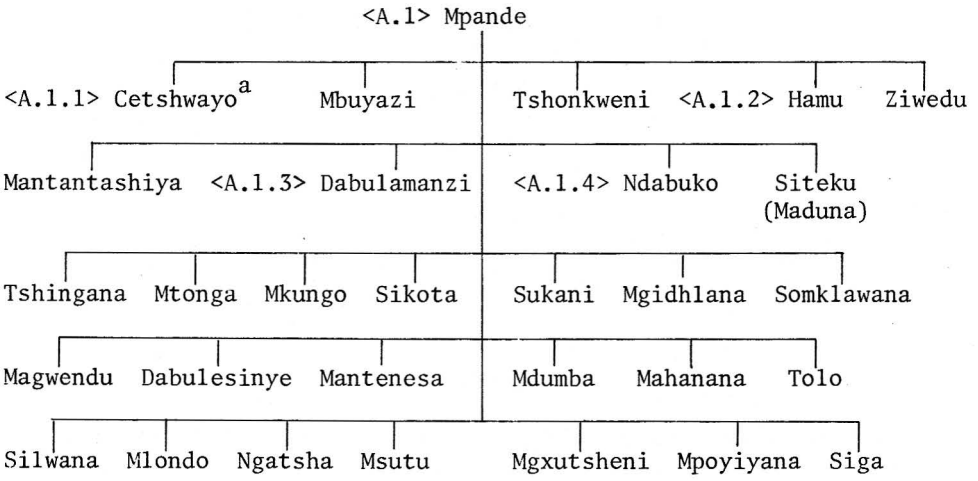 <A.1> Mpande
<A.1.1> Cetshwayo a Mbuyazi Tshonkweni <A.1.2> Hamu Ziwedu
Mantantashiya <A.1.3> Dabulamanzi <A.1.4> Ndabuko Siteku
(Maduna)
Tshingana Mtonga Mkungo Sikota Sukani Mgidhlana Somklawana
Magwendu Dabulesinye Mantenesa Mdumba Mahanana Tolo
Silwana Mlondo Ngatsha Msutu Mgxutsheni Mpoyiyana Siga